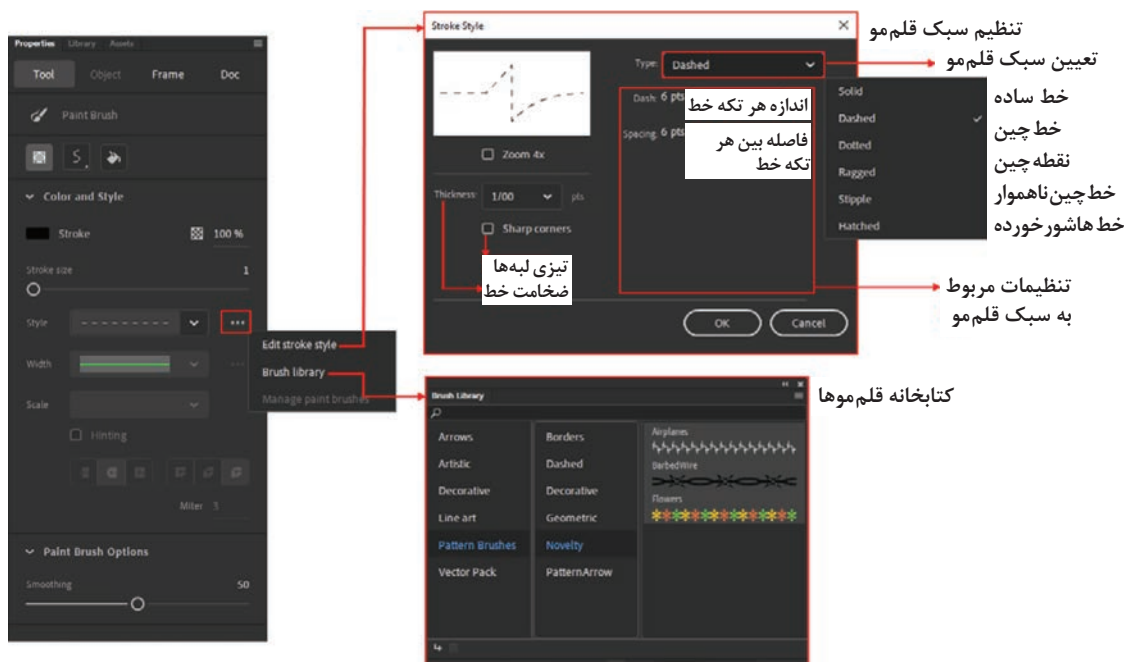 Properties Library Assets
Tool Object Frame Doc
Paint Brush
Color and Style
Stroke 100 %
Stroke size 1
Style
Width
Scale
Hinting
Miter 3
Paint Brush Options
Smoothing 50
Edit stroke style
Brush library
Manage paint brushes
Stroke Style
Type: Dashed
Dash: 6 pts
اندازه هر تکه خط
Spacing: 6 pts
فاصله بین هر
تکه خط
Zoom 4x
Thickness: 1/00 pts
Sharp corners
تیزی لبه‌ها
ضخامت خط
OK Cancel
تنظیم سبک قلم‌مو
تعیین سبک قلم‌مو
Solid
Dashed
Dotted
Ragged
Stipple
Hatched
خط ساده
خط‌چین
نقطه‌چین
خط‌چین‌ناهموار
خط هاشورخورده
تنظیمات مربوط
به سبک قلم‌مو
کتابخانه قلم‌موها
Brush Library
Arrows
Artistic
Decorative
Line art
Pattern Brushes
Vector Pack
Borders
Dashed
Decorative
Geometric
Novelty
PatternArrow
Airplanes
BarbedWire
Flowers